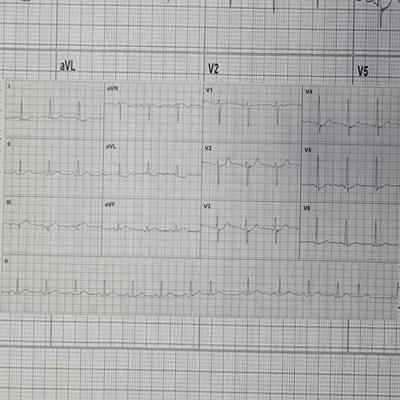 aVL V2 V5
I aVR V1 V4
II aVL V2 V5
III aVF V3 V6
II